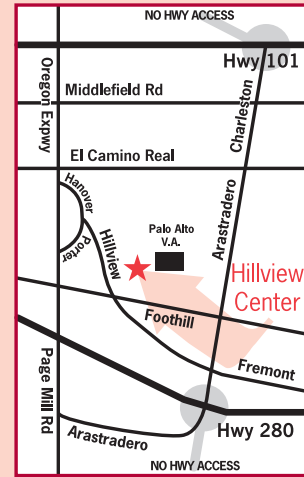 NO HWY ACCESS
Hwy 101
Oregon Expwy
Middlefield Rd
Charleston
El Camino Real
Hanover
Porter
Hillview
Palo Alto
V.A.
Arastradero
Hillview
Center
Foothill
Fremont
Page Mill Rd
Arastradero
Hwy 280
NO HWY ACCESS